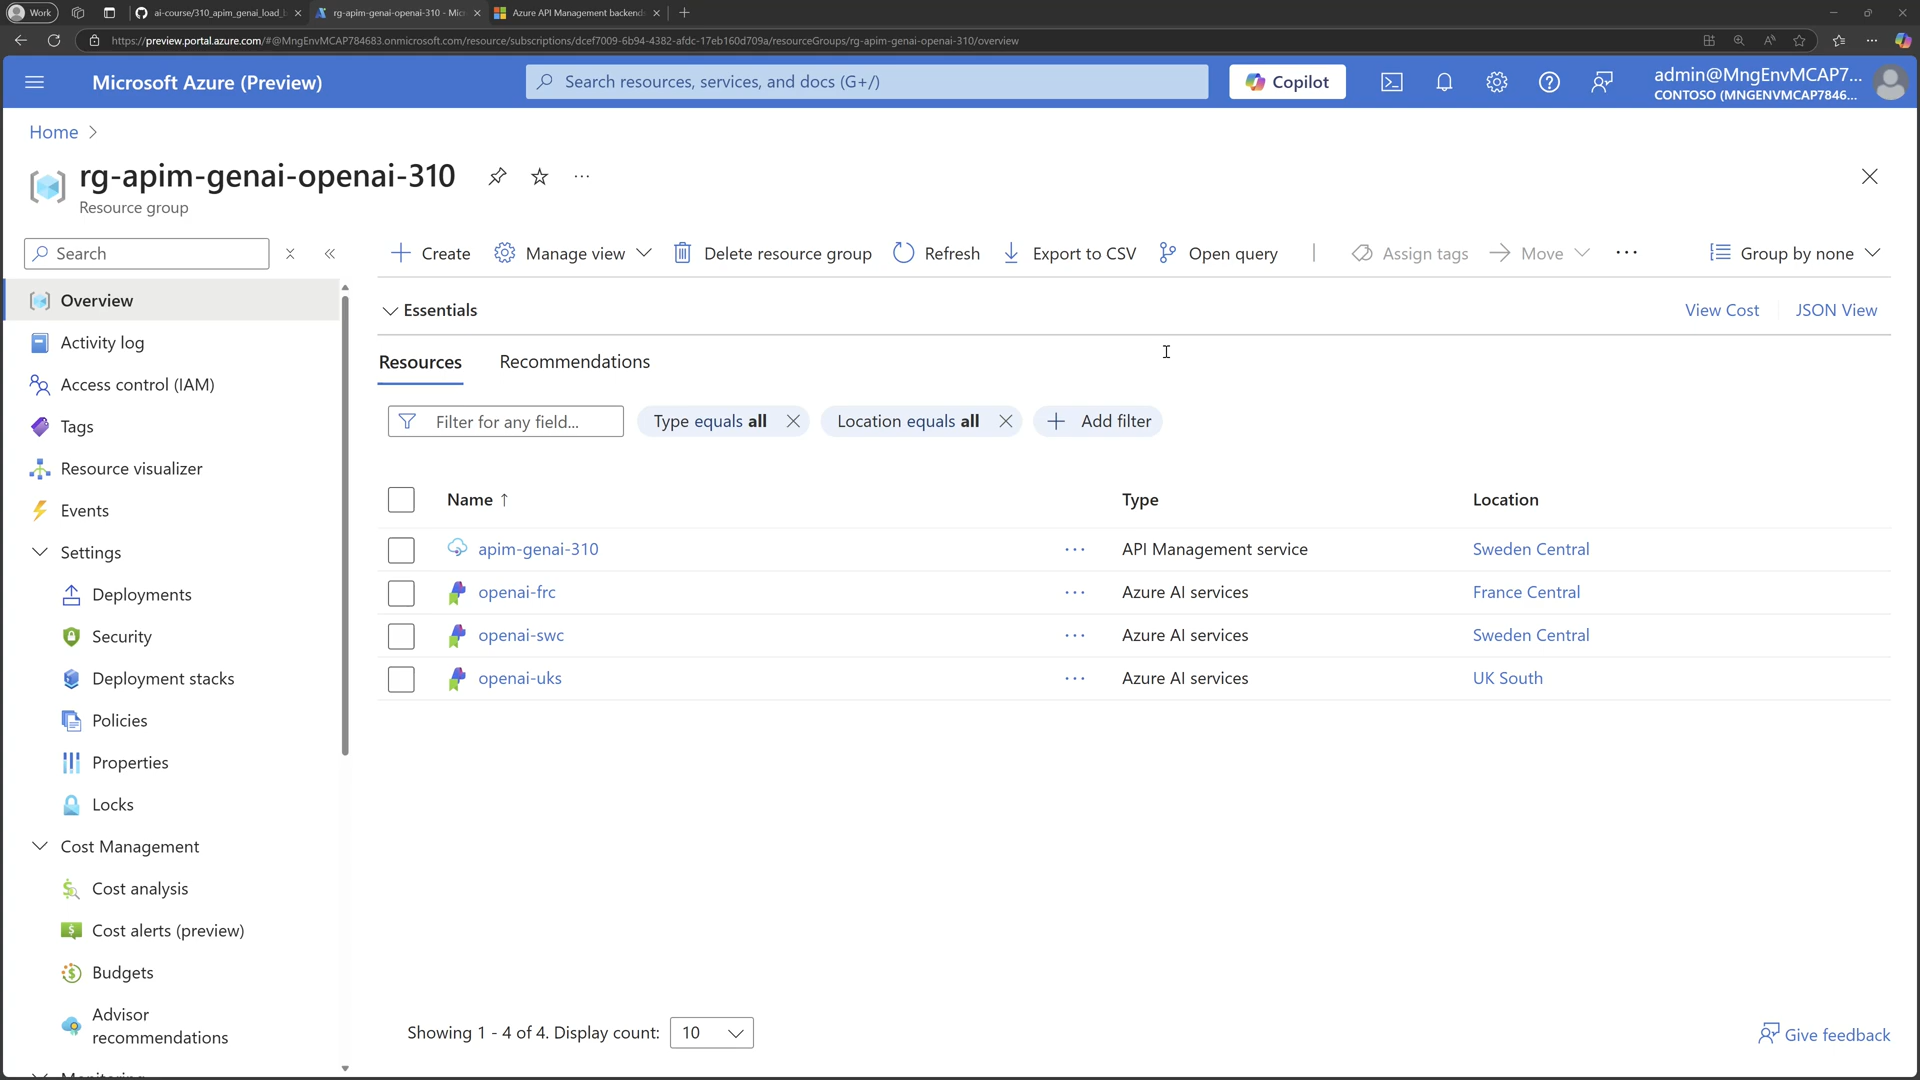 Work
ai-course/310_apim_genai_load_b
rg-apim-genai-openai-310 - Mic
Azure API Management backend
https://preview.portal.azure.com/#@MngEnvMCAP784683.onmicrosoft.com/resource/subscriptions/dcef7009-6b94-4382-afdc-17eb160d709a/resourceGroups/rg-apim-genai-openai-310/overview
Microsoft Azure (Preview)
Search resources, services, and docs (G+/)
Copilot
admin@MngEnvMCAP7...
CONTOSO (MNGENVMCAP7846...
Home
rg-apim-genai-openai-310
Resource group
Search
Create
Manage view
Delete resource group
Refresh
Export to CSV
Open query
Assign tags
Move
Group by none
Overview
Activity log
Access control (IAM)
Tags
Resource visualizer
Events
Settings
Deployments
Security
Deployment stacks
Policies
Properties
Locks
Cost Management
Cost analysis
Cost alerts (preview)
Budgets
Advisor
recommendations
Monitoring
Essentials
View Cost
JSON View
Resources
Recommendations
Filter for any field...
Type equals all
Location equals all
Add filter
Name ↑
Type
Location
apim-genai-310
API Management service
Sweden Central
openai-frc
Azure AI services
France Central
openai-swc
Azure AI services
Sweden Central
openai-uks
Azure AI services
UK South
Showing 1 - 4 of 4. Display count:
10
Give feedback